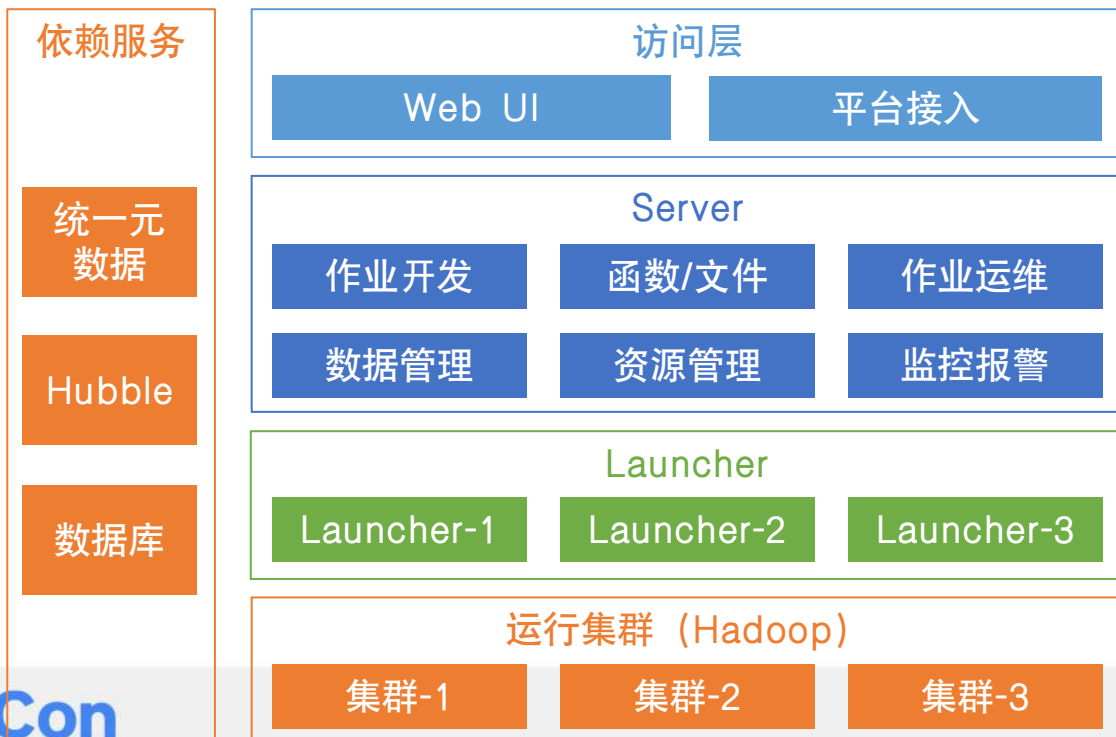 依赖服务
统一元
数据
Hubble
数据库
访问层
Web UI
平台接入
Server
作业开发
函数/文件
作业运维
数据管理
资源管理
监控报警
Launcher
Launcher-1
Launcher-2
Launcher-3
运行集群（Hadoop）
集群-1
集群-2
集群-3
Con